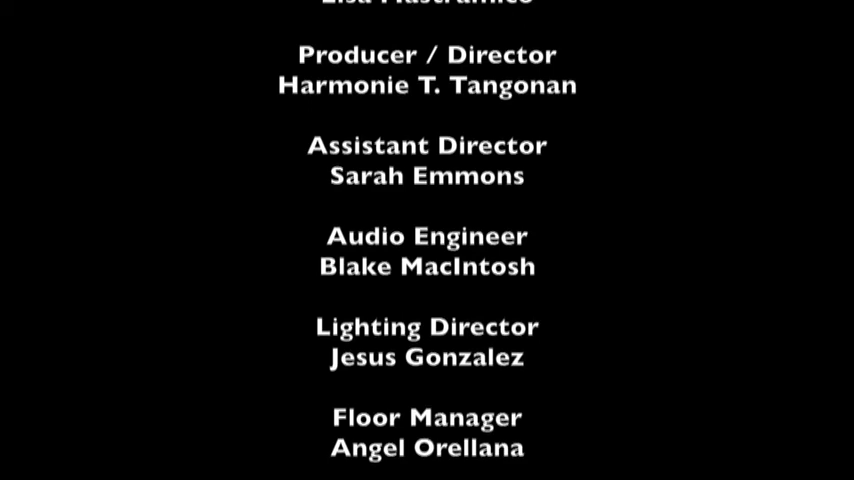 Producer / Director
Harmonie T. Tangonan
Assistant Director
Sarah Emmons
Audio Engineer
Blake MacIntosh
Lighting Director
Jesus Gonzalez
Floor Manager
Angel Orellana